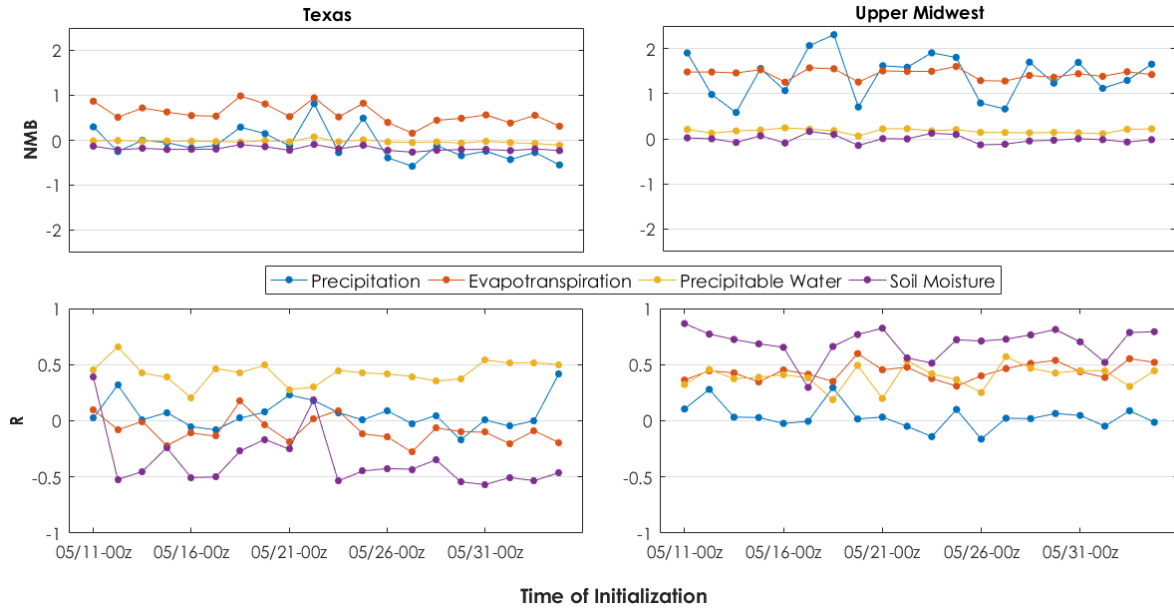 Texas
Upper Midwest
NMB
2
1
0
-1
-2
2
1
0
-1
-2
Precipitation Evapotranspiration Precipitable Water Soil Moisture
R
1
0.5
0
-0.5
-1
05/11-00z 05/16-00z 05/21-00z 05/26-00z 05/31-00z
1
0.5
0
-0.5
-1
05/11-00z 05/16-00z 05/21-00z 05/26-00z 05/31-00z
Time of Initialization